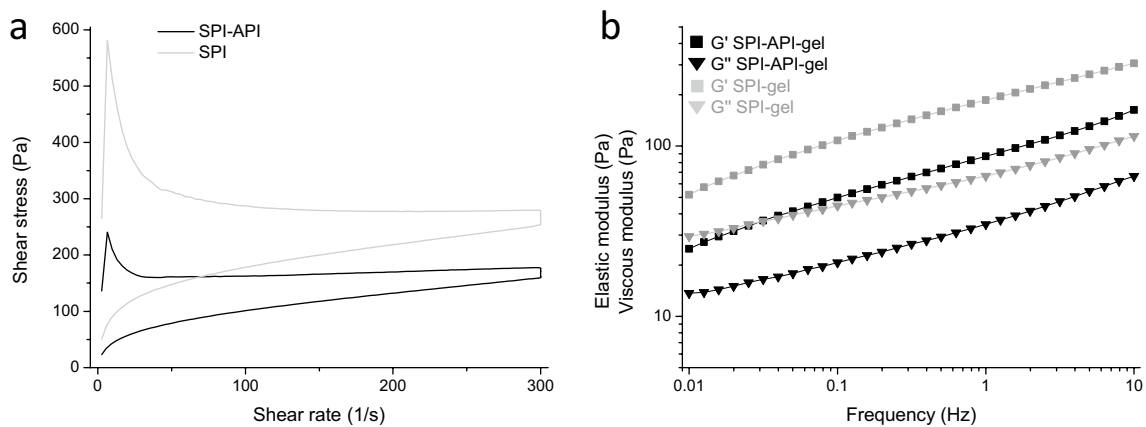 a
600
500
400
300
200
100
0
Shear stress (Pa)
SPI-API
SPI
0
100
200
300
Shear rate (1/s)
b
G' SPI-API-gel
G'' SPI-API-gel
G' SPI-gel
G'' SPI-gel
100
10
Elastic modulus (Pa)
Viscous modulus (Pa)
0.01
0.1
1
10
Frequency (Hz)